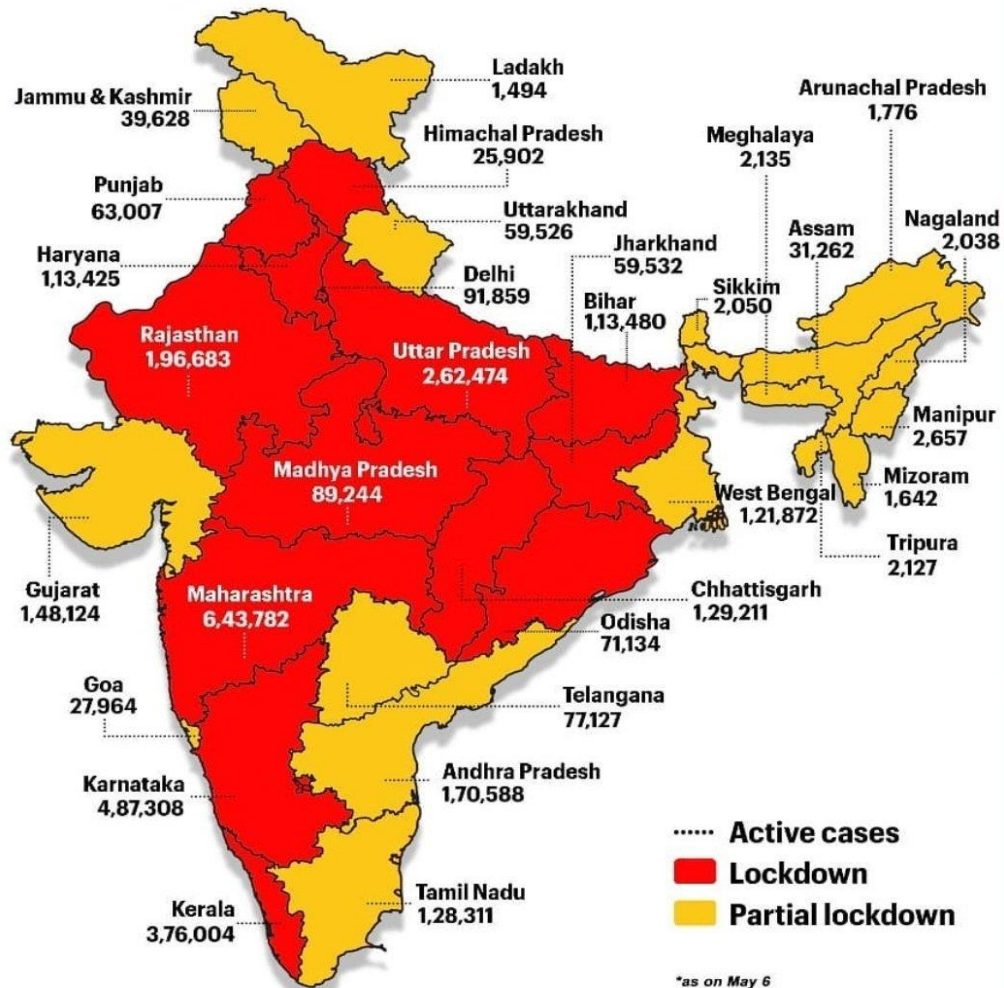 Ladakh
1,494
Jammu & Kashmir
39,628
Arunachal Pradesh
1,776
Himachal Pradesh
25,902
Meghalaya
2,135
Punjab
63,007
Uttarakhand
59,526
Nagaland
2,038
Assam
31,262
Jharkhand
59,532
Haryana
1,13,425
Delhi
91,859
Sikkim
2,050
Bihar
1,13,480
Rajasthan
1,96,683
Uttar Pradesh
2,62,474
Manipur
2,657
Madhya Pradesh
89,244
Mizoram
1,642
West Bengal
1,21,872
Tripura
2,127
Gujarat
1,48,124
Maharashtra
6,43,782
Chhattisgarh
1,29,211
Odisha
71,134
Goa
27,964
Telangana
77,127
Karnataka
4,87,308
Andhra Pradesh
1,70,588
Kerala
3,76,004
Tamil Nadu
1,28,311
Active cases
Lockdown
Partial lockdown
*as on May 6